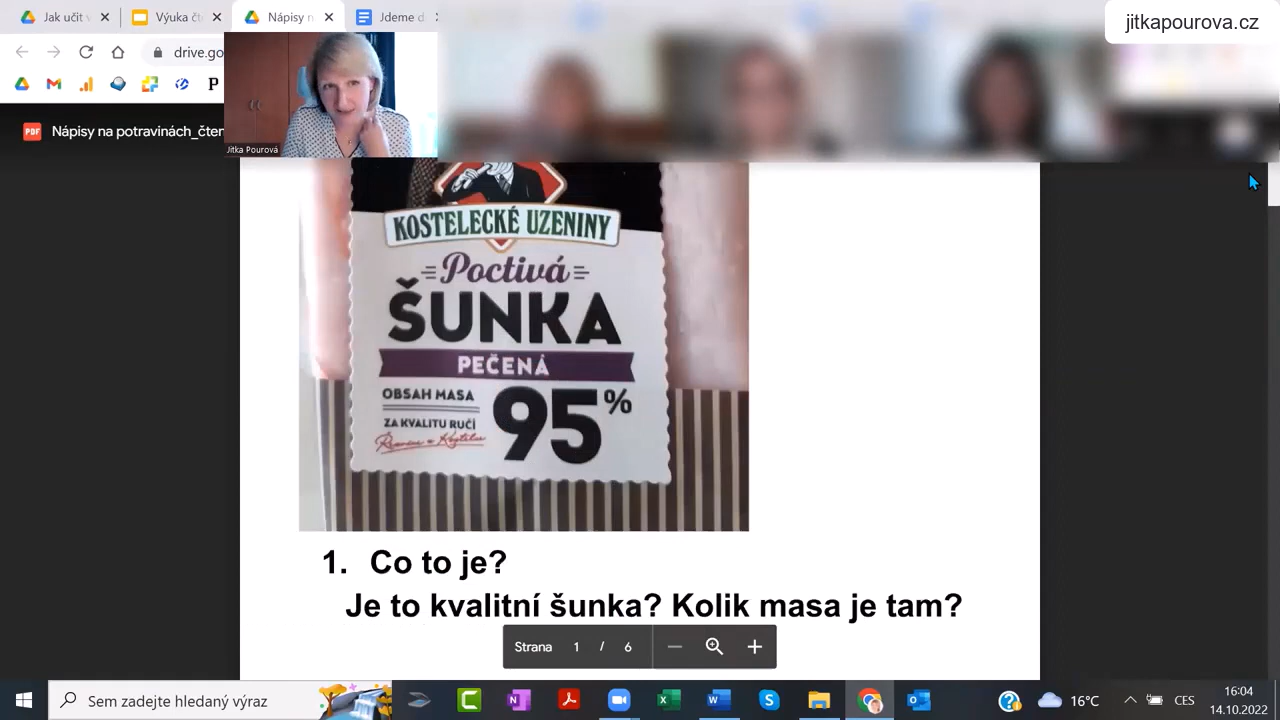 Jak učit
Výuka čt
Nápisy n
Jdeme d
jitkapourova.cz
drive.go
Nápisy na potravinách_čten
Jitka Pourová
KOSTELECKÉ UZENINY
Poctivá
ŠUNKA
PEČENÁ
OBSAH MASA
95%
ZA KVALITU RUČÍ
1. Co to je?
Je to kvalitní šunka? Kolik masa je tam?
Strana 1 / 6
Sem zadejte hledaný výraz
16°C
CES
16:04
14.10.2022